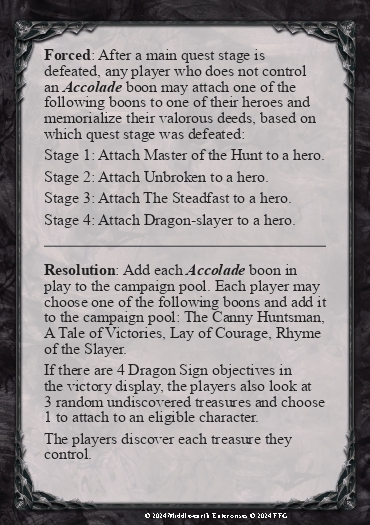 Forced: After a main quest stage is
defeated, any player who does not control
an Accolade boon may attach one of the
following boons to one of their heroes and
memorialize their valorous deeds, based on
which quest stage was defeated:
Stage 1: Attach Master of the Hunt to a hero.
Stage 2: Attach Unbroken to a hero.
Stage 3: Attach The Steadfast to a hero.
Stage 4: Attach Dragon-slayer to a hero.
Resolution: Add each Accolade boon in
play to the campaign pool. Each player may
choose one of the following boons and add it
to the campaign pool: The Canny Huntsman,
A Tale of Victories, Lay of Courage, Rhyme
of the Slayer.
If there are 4 Dragon Sign objectives in
the victory display, the players also look at
3 random undiscovered treasures and choose
1 to attach to an eligible character.
The players discover each treasure they
control.
© 2024 Middle-earth Enterprises © 2024 FFG